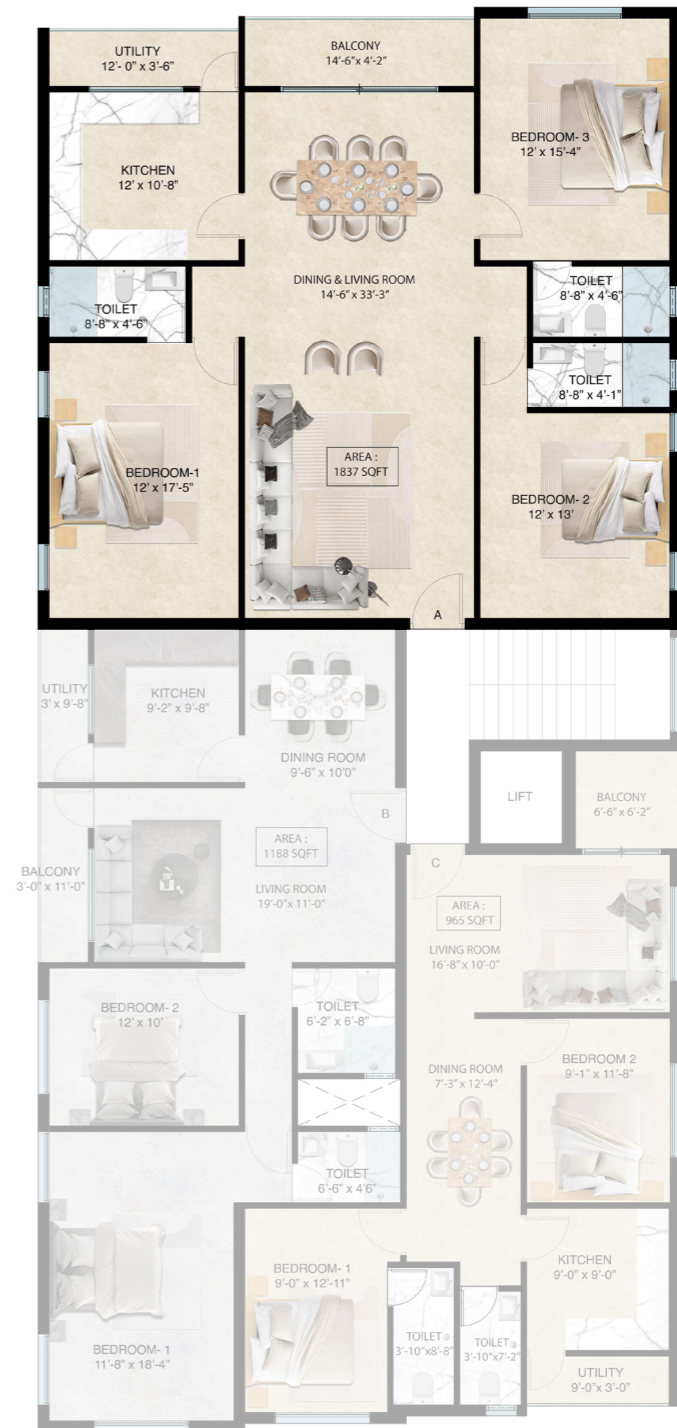 UTILITY
12'- 0" x 3'-6"
BALCONY
14'-6"x 4'-2"
BEDROOM- 3
12' x 15'-4"
KITCHEN
12' x 10'-8"
DINING & LIVING ROOM
14'-6" x 33'-3"
TOILET
8'-8" x 4'-6"
TOILET
8'-8" x 4'-6"
TOILET
8'-8" x 4'-1"
AREA :
1837 SQFT
BEDROOM-1
12' x 17'-5"
BEDROOM- 2
12' x 13'
A
UTILITY
3' x 9'-8"
KITCHEN
9'-2" x 9'-8"
DINING ROOM
9'-6" x 10'0"
LIFT
BALCONY
6'-6" x 6'-2"
B
AREA :
1188 SQFT
BALCONY
3'-0" x 11'-0"
LIVING ROOM
19'-0"x 11'-0"
C
AREA :
965 SQFT
LIVING ROOM
16'-8" x 10'-0"
BEDROOM- 2
12' x 10'
TOILET
6'-2" x 6'-8"
DINING ROOM
7'-3" x 12'-4"
BEDROOM 2
9'-1" x 11'-8"
TOILET
6'-6" x 4'6"
BEDROOM- 1
9'-0" x 12'-11"
KITCHEN
9'-0" x 9'-0"
BEDROOM- 1
11'-8" x 18'-4"
TOILET
3'-10"x8'-8"
TOILET
3'-10"x7'-2"
UTILITY
9'-0"x 3'-0"